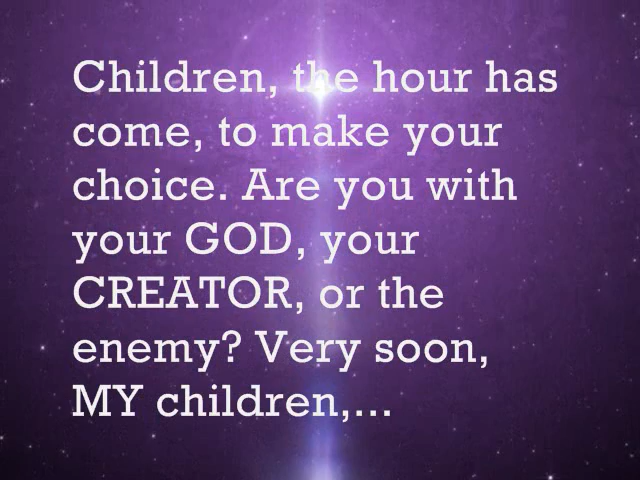 Children, the hour has
come, to make your
choice. Are you with
your GOD, your
CREATOR, or the
enemy? Very soon,
MY children,...